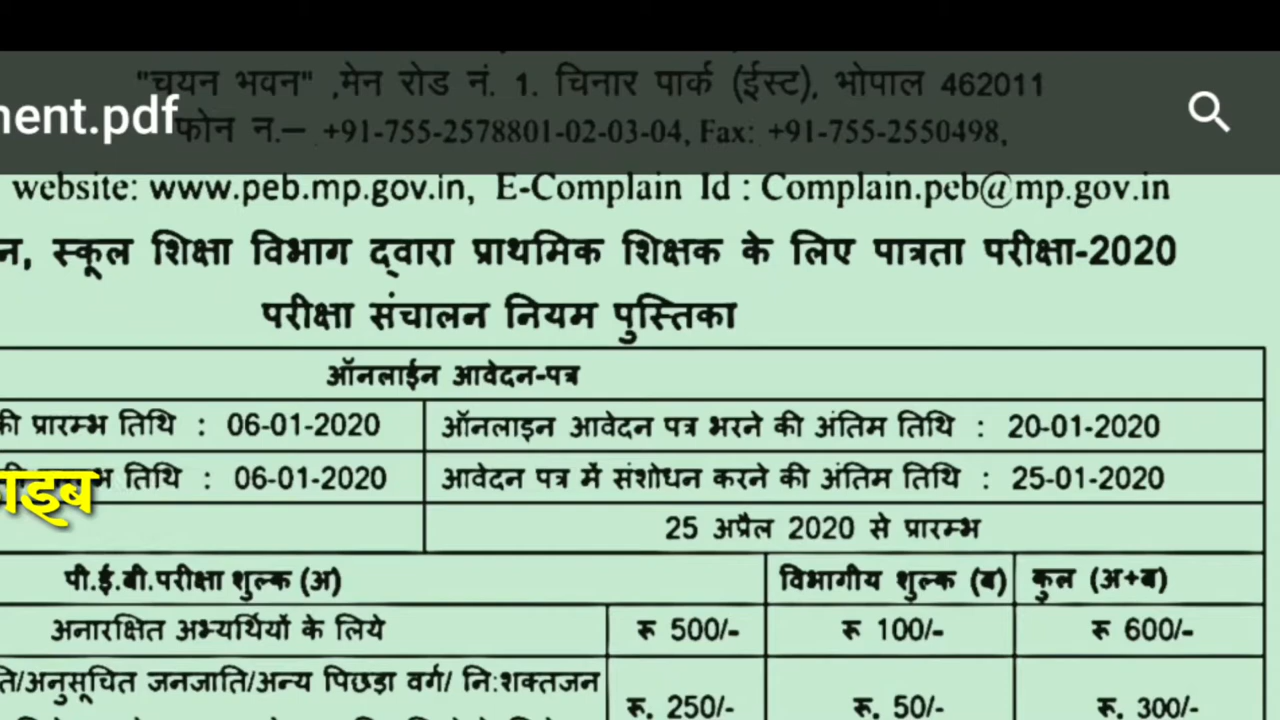 "चयन भवन" ,मेन रोड नं. 1. चिनार पार्क (ईस्ट), भोपाल 462011
ment.pdf
फोन न.— +91-755-2578801-02-03-04, Fax: +91-755-2550498,
website: www.peb.mp.gov.in, E-Complain Id : Complain.peb@mp.gov.in
न, स्कूल शिक्षा विभाग द्वारा प्राथमिक शिक्षक के लिए पात्रता परीक्षा-2020
परीक्षा संचालन नियम पुस्तिका
ऑनलाईन आवेदन-पत्र
की प्रारम्भ तिथि : 06-01-2020 ऑनलाइन आवेदन पत्र भरने की अंतिम तिथि : 20-01-2020
तिथि : 06-01-2020 आवेदन पत्र में संशोधन करने की अंतिम तिथि : 25-01-2020
25 अप्रैल 2020 से प्रारम्भ
पी.ई.बी.परीक्षा शुल्क (अ) विभागीय शुल्क (ब) कुल (अ+ब)
अनारक्षित अभ्यर्थियों के लिये रू 500/- रू 100/- रू 600/-
ति/अनुसूचित जनजाति/अन्य पिछड़ा वर्ग/ नि:शक्तजन रू. 250/- रू. 50/- रू. 300/-